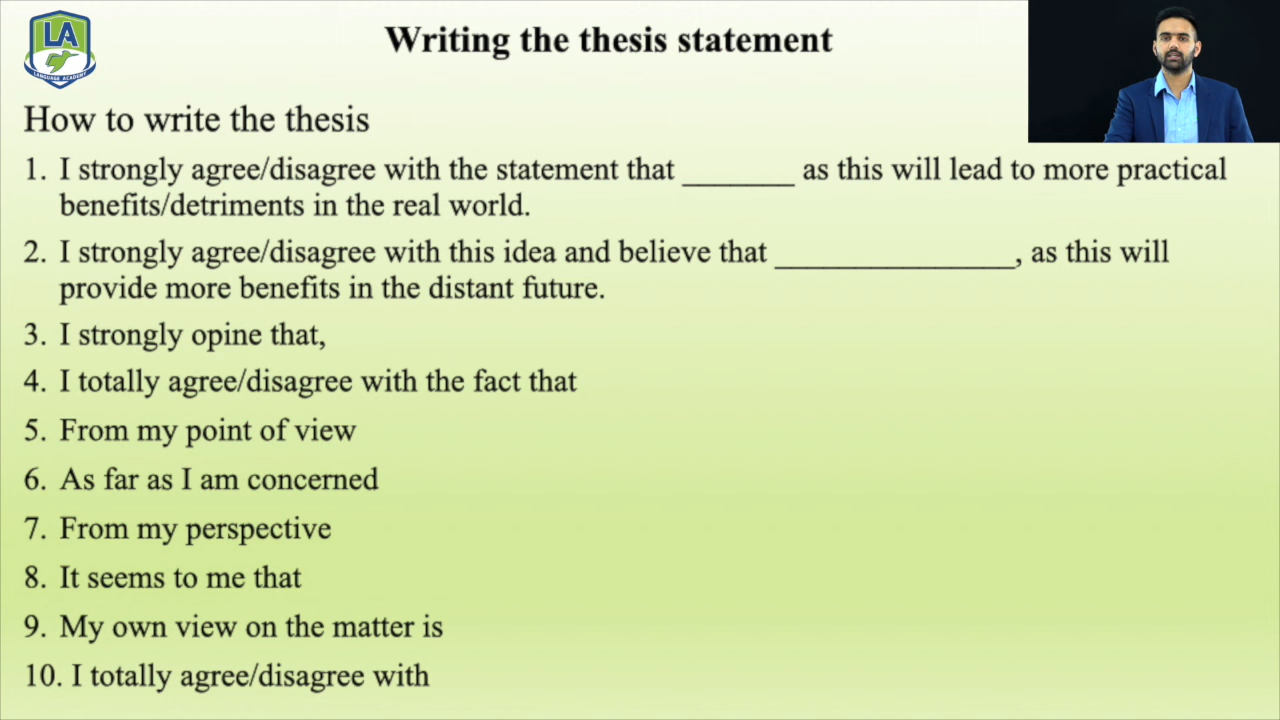 LA
LANGUAGE ACADEMY
Writing the thesis statement
How to write the thesis
1. I strongly agree/disagree with the statement that _______ as this will lead to more practical
benefits/detriments in the real world.
2. I strongly agree/disagree with this idea and believe that _______________, as this will
provide more benefits in the distant future.
3. I strongly opine that,
4. I totally agree/disagree with the fact that
5. From my point of view
6. As far as I am concerned
7. From my perspective
8. It seems to me that
9. My own view on the matter is
10. I totally agree/disagree with